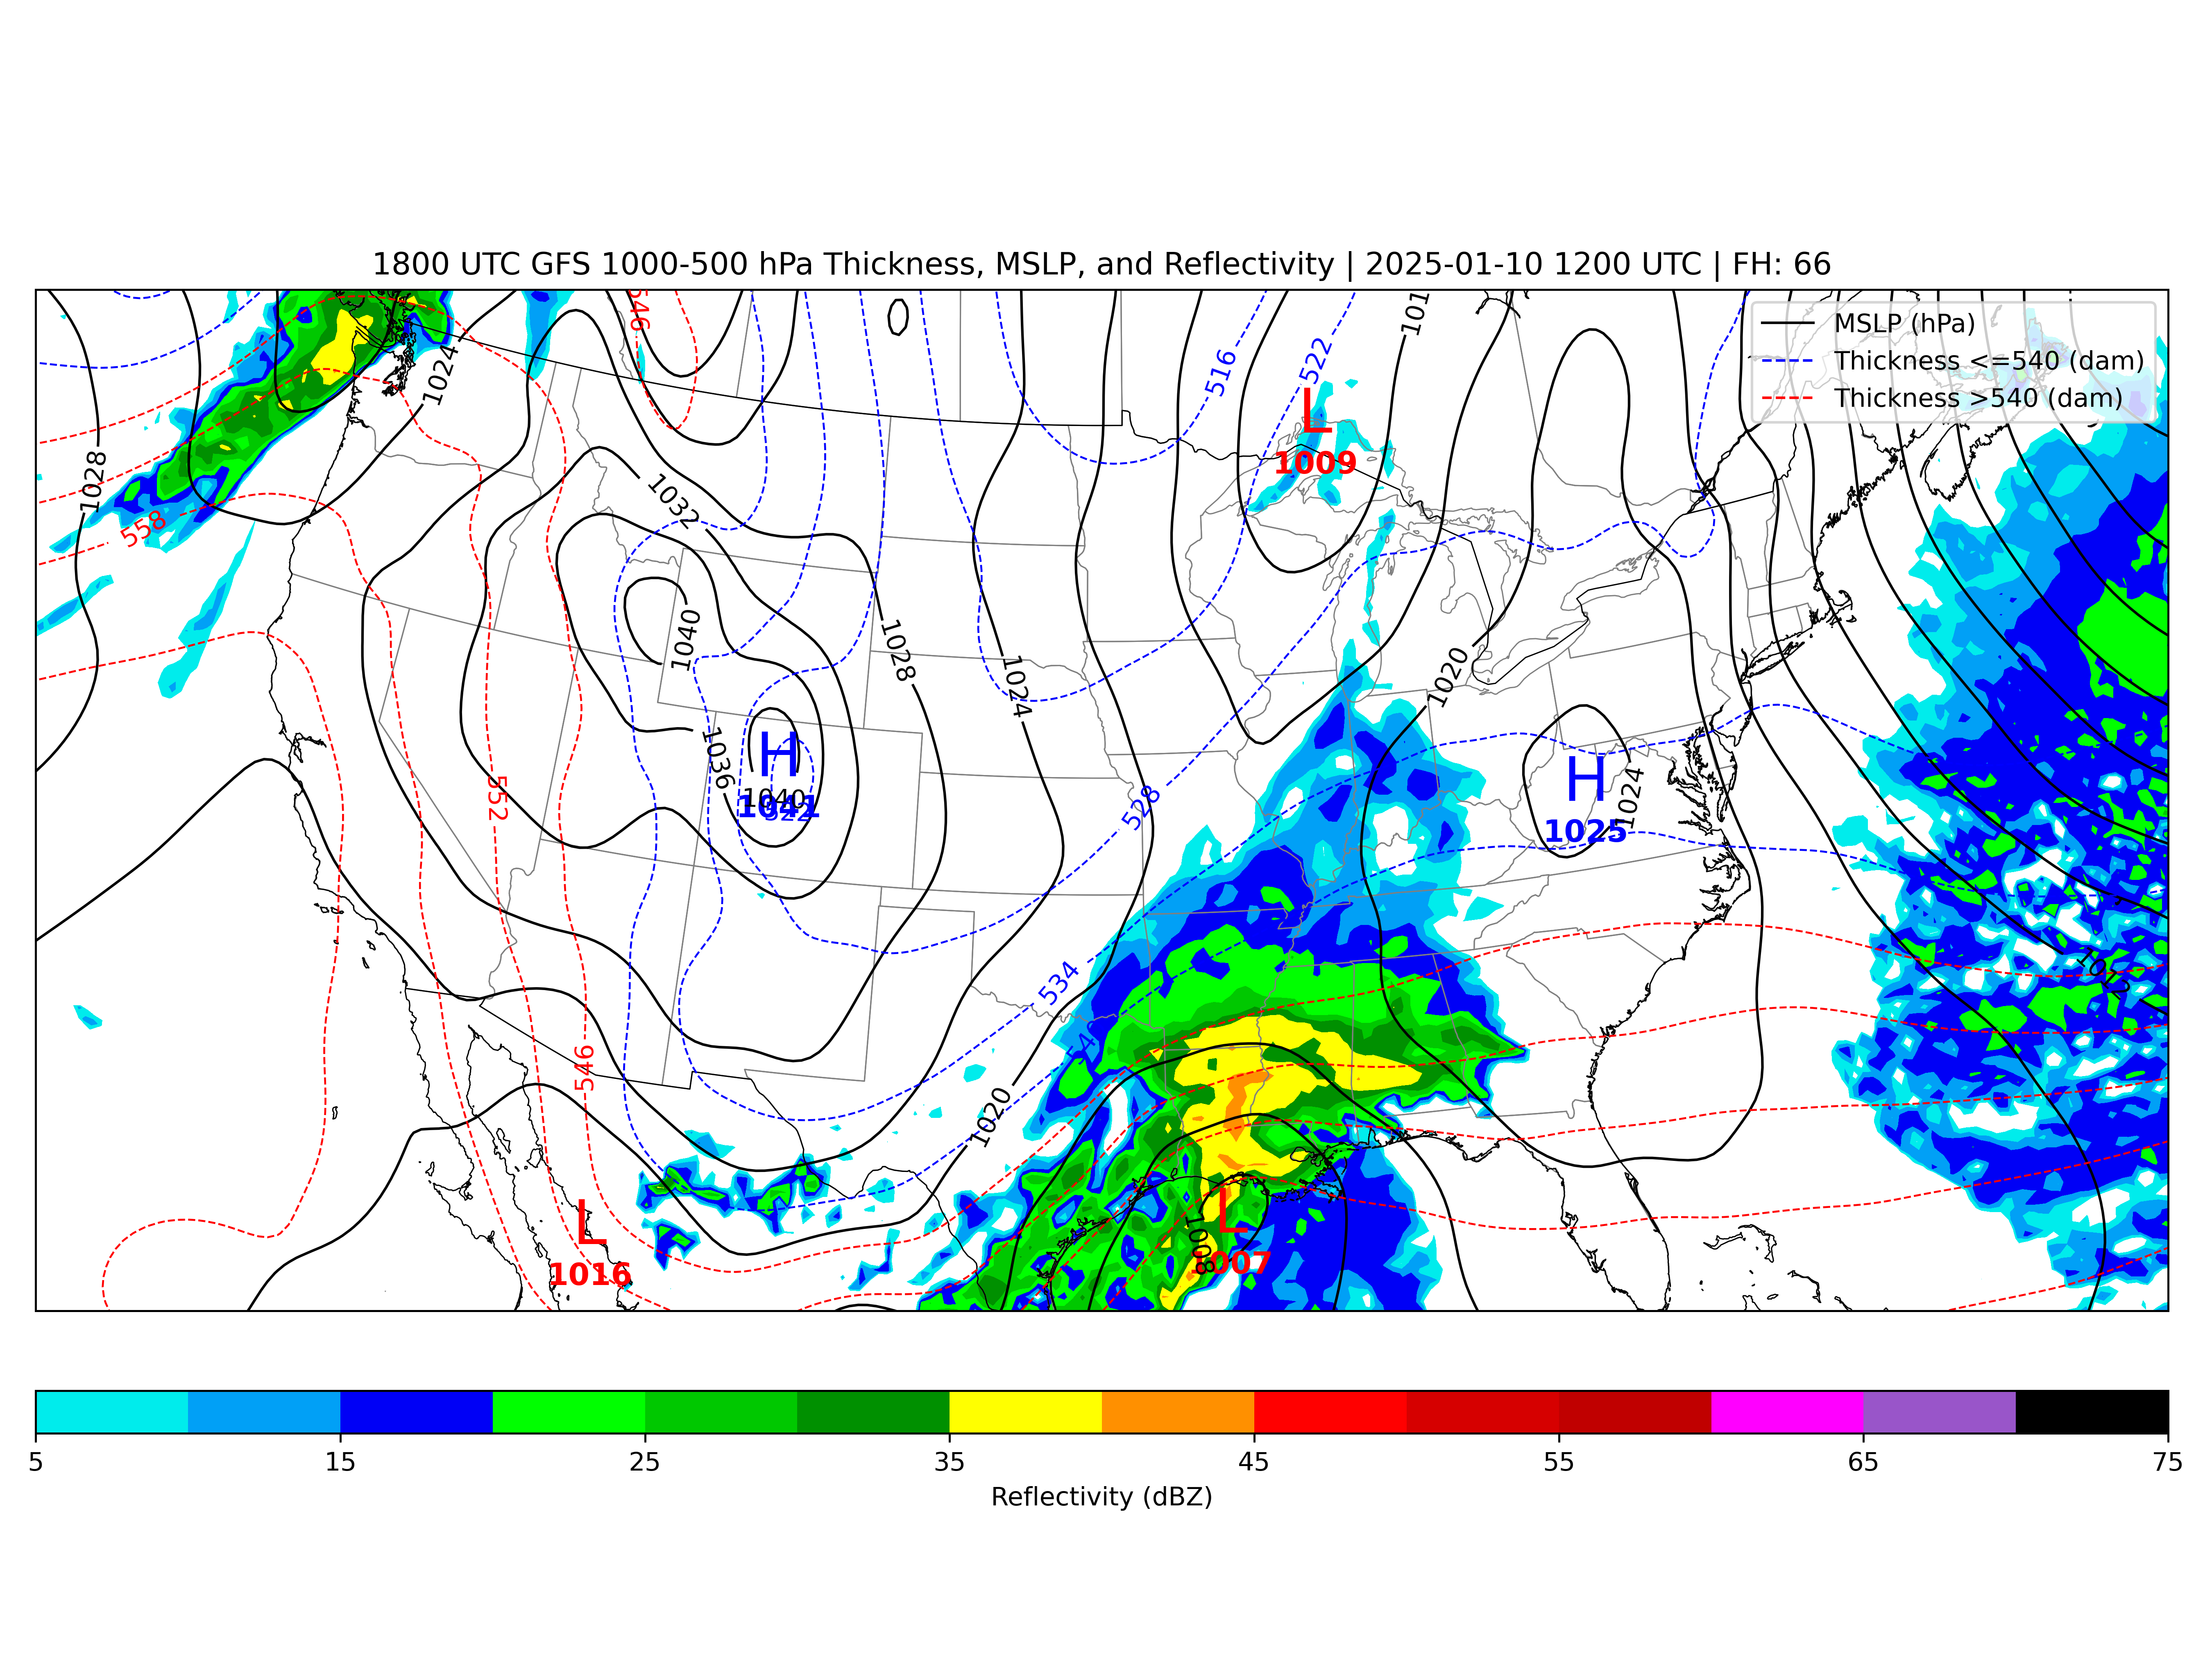 1800 UTC GFS 1000-500 hPa Thickness, MSLP, and Reflectivity | 2025-01-10 1200 UTC | FH: 66
MSLP (hPa)
Thickness <=540 (dam)
Thickness >540 (dam)
546
101
516
522
1024
L
1009
1028
1032
558
1040
1028
1024
1020
H
1041
1040
522
1036
H
1025
1024
552
528
534
546
1020
L
1016
L
1007
1008
5 15 25 35 45 55 65 75
Reflectivity (dBZ)